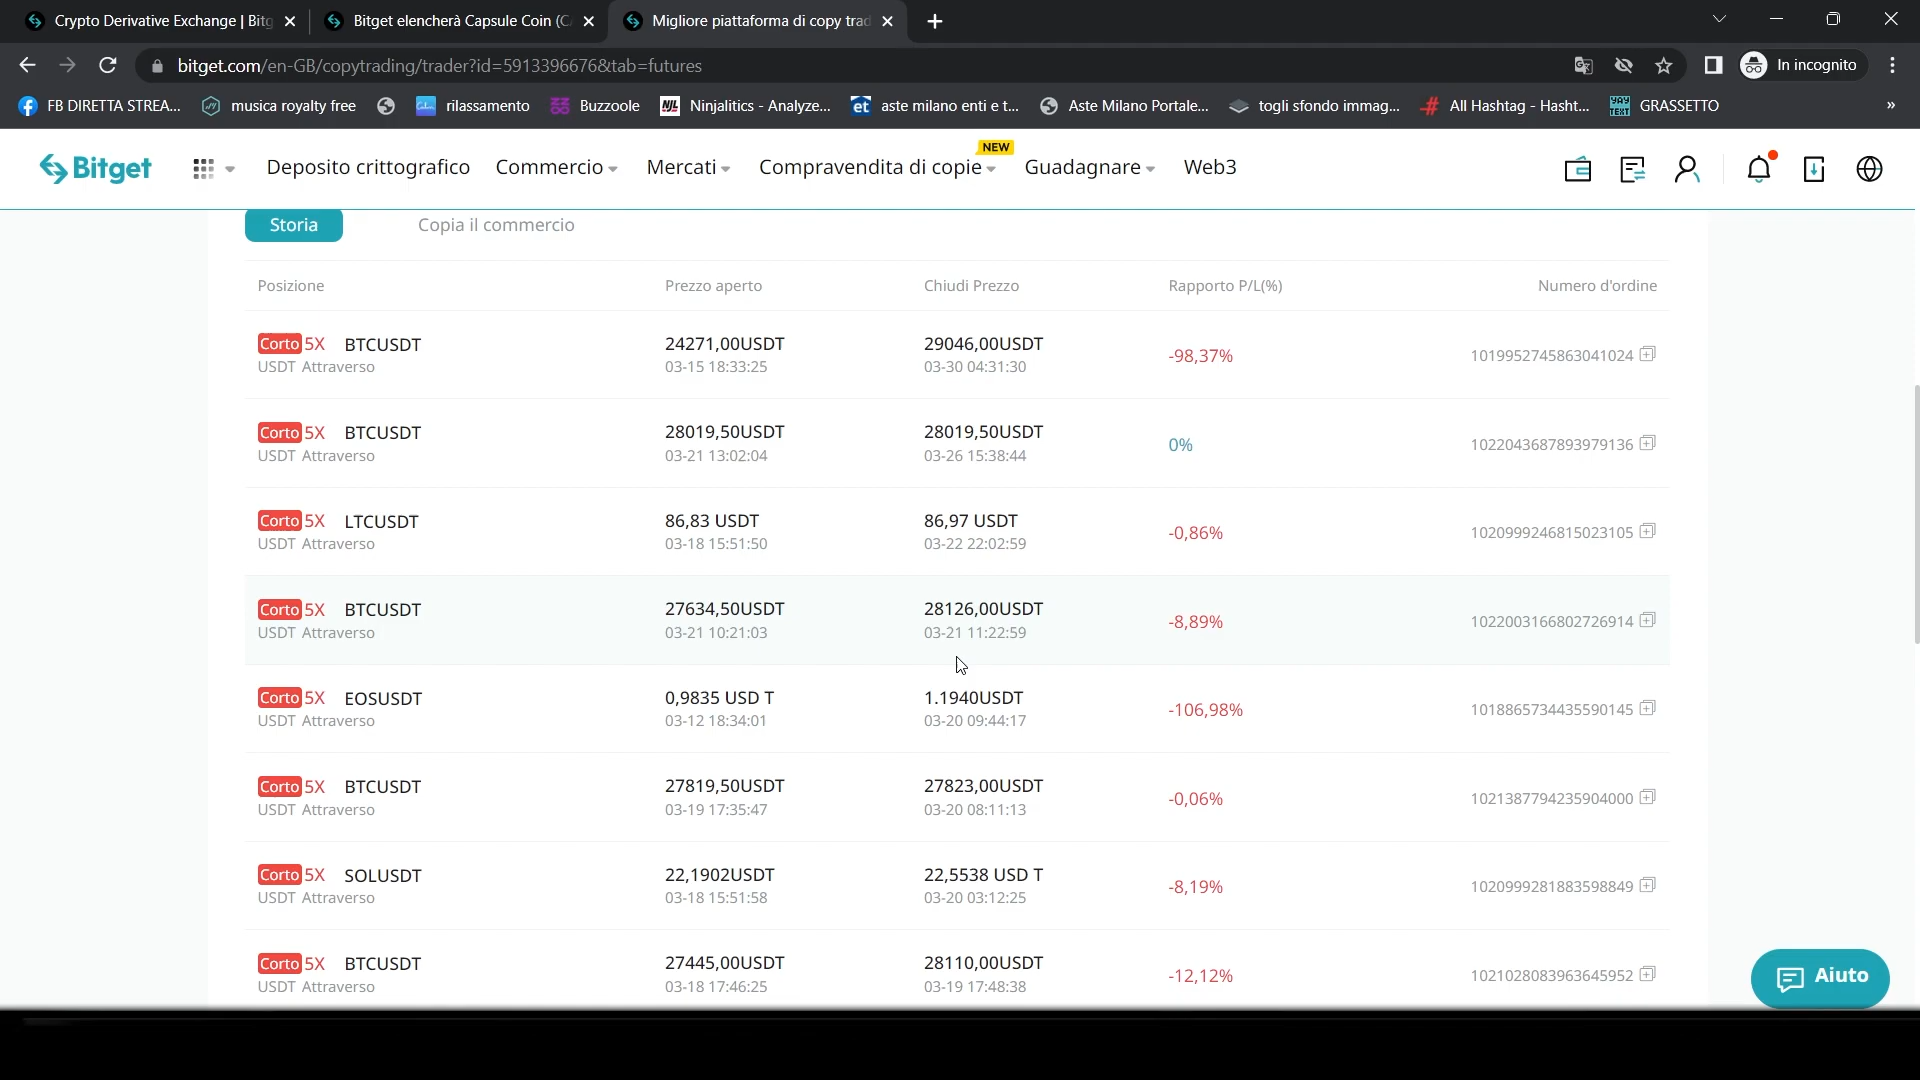 Crypto Derivative Exchange | Bitg
Bitget elencherà Capsule Coin (C
Migliore piattaforma di copy trad
bitget.com/en-GB/copytrading/trader?id=5913396676&tab=futures
In incognito
FB DIRETTA STREA...
musica royalty free
rilassamento
Buzzoole
Ninjalitics - Analyze...
aste milano enti e t...
Aste Milano Portale...
togli sfondo immag...
All Hashtag - Hasht...
GRASSETTO
»
Bitget
Deposito crittografico
Commercio
Mercati
Compravendita di copie
NEW
Guadagnare
Web3
Storia
Copia il commercio
Posizione Prezzo aperto Chiudi Prezzo Rapporto P/L(%) Numero d'ordine
Corto 5X BTCUSDT 24271,00USDT 29046,00USDT -98,37% 1019952745863041024
USDT Attraverso 03-15 18:33:25 03-30 04:31:30
Corto 5X BTCUSDT 28019,50USDT 28019,50USDT 0% 1022043687893979136
USDT Attraverso 03-21 13:02:04 03-26 15:38:44
Corto 5X LTCUSDT 86,83 USDT 86,97 USDT -0,86% 1020999246815023105
USDT Attraverso 03-18 15:51:50 03-22 22:02:59
Corto 5X BTCUSDT 27634,50USDT 28126,00USDT -8,89% 1022003166802726914
USDT Attraverso 03-21 10:21:03 03-21 11:22:59
Corto 5X EOSUSDT 0,9835 USD T 1.1940USDT -106,98% 1018865734435590145
USDT Attraverso 03-12 18:34:01 03-20 09:44:17
Corto 5X BTCUSDT 27819,50USDT 27823,00USDT -0,06% 1021387794235904000
USDT Attraverso 03-19 17:35:47 03-20 08:11:13
Corto 5X SOLUSDT 22,1902USDT 22,5538 USD T -8,19% 1020999281883598849
USDT Attraverso 03-18 15:51:58 03-20 03:12:25
Corto 5X BTCUSDT 27445,00USDT 28110,00USDT -12,12% 1021028083963645952
USDT Attraverso 03-18 17:46:25 03-19 17:48:38
Aiuto